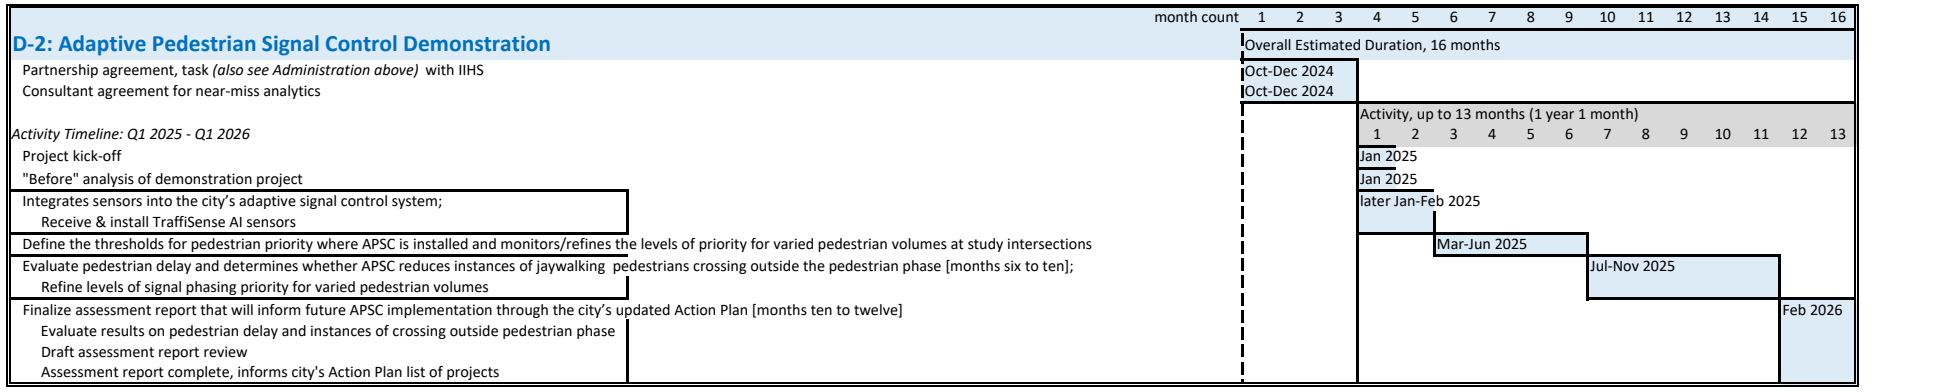 month count 1 2 3 4 5 6 7 8 9 10 11 12 13 14 15 16
D-2: Adaptive Pedestrian Signal Control Demonstration Overall Estimated Duration, 16 months
Partnership agreement, task (also see Administration above) with IIHS Oct-Dec 2024
Consultant agreement for near-miss analytics Oct-Dec 2024
Activity, up to 13 months (1 year 1 month)
Activity Timeline: Q1 2025 - Q1 2026 1 2 3 4 5 6 7 8 9 10 11 12 13
Project kick-off Jan 2025
"Before" analysis of demonstration project Jan 2025
Integrates sensors into the city’s adaptive signal control system; later Jan-Feb 2025
Receive & install TraffiSense AI sensors
Define the thresholds for pedestrian priority where APSC is installed and monitors/refines the levels of priority for varied pedestrian volumes at study intersections Mar-Jun 2025
Evaluate pedestrian delay and determines whether APSC reduces instances of jaywalking pedestrians crossing outside the pedestrian phase [months six to ten]; Jul-Nov 2025
Refine levels of signal phasing priority for varied pedestrian volumes
Finalize assessment report that will inform future APSC implementation through the city’s updated Action Plan [months ten to twelve] Feb 2026
Evaluate results on pedestrian delay and instances of crossing outside pedestrian phase
Draft assessment report review
Assessment report complete, informs city's Action Plan list of projects